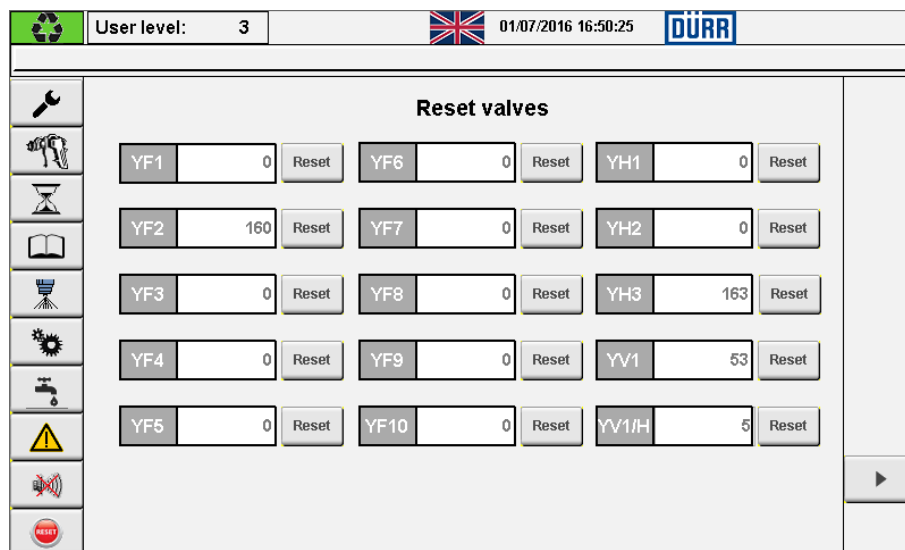 User level: 3 01/07/2016 16:50:25 DÜRR
Reset valves
YF1 0 Reset YF6 0 Reset YH1 0 Reset
YF2 160 Reset YF7 0 Reset YH2 0 Reset
YF3 0 Reset YF8 0 Reset YH3 163 Reset
YF4 0 Reset YF9 0 Reset YV1 53 Reset
YF5 0 Reset YF10 0 Reset YV1/H 5 Reset
RESET